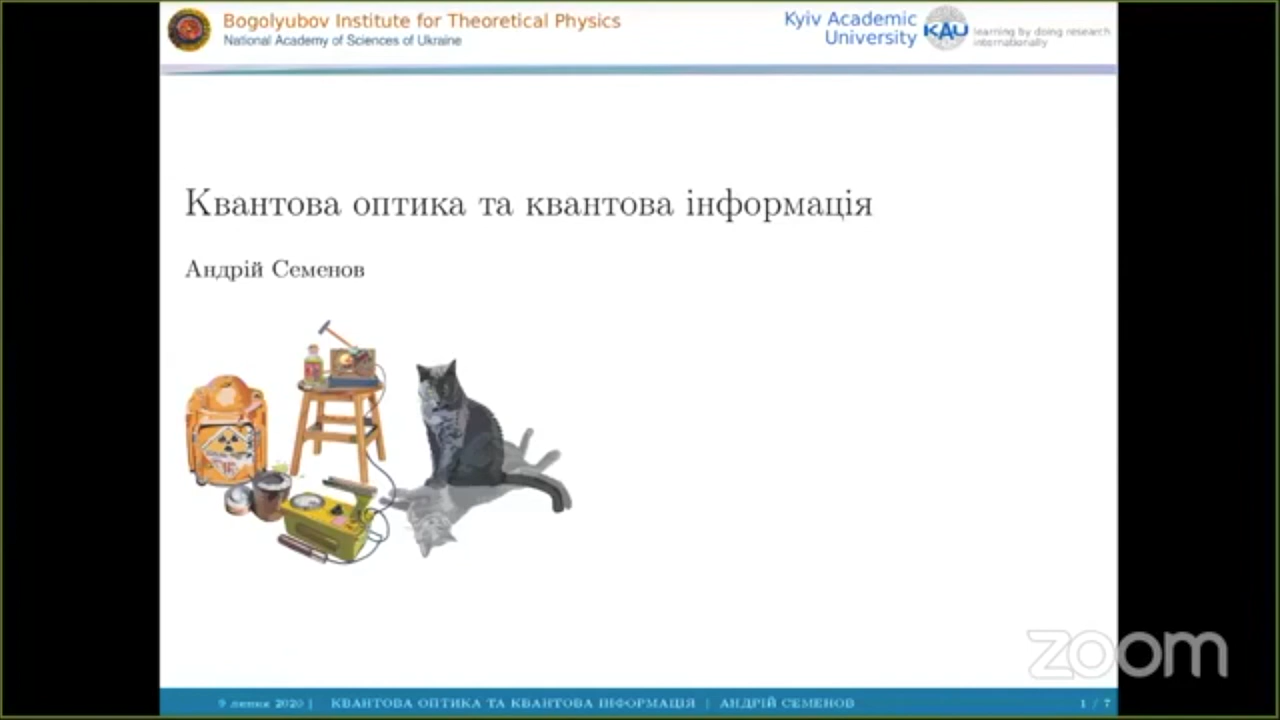 Bogolyubov Institute for Theoretical Physics
National Academy of Sciences of Ukraine
Kyiv Academic
University
KAU
learning by doing research
internationally
Квантова оптика та квантова інформація
Андрій Семенов
zoom
9 липня 2020 | КВАНТОВА ОПТИКА ТА КВАНТОВА ІНФОРМАЦІЯ | АНДРІЙ СЕМЕНОВ 1 / 7